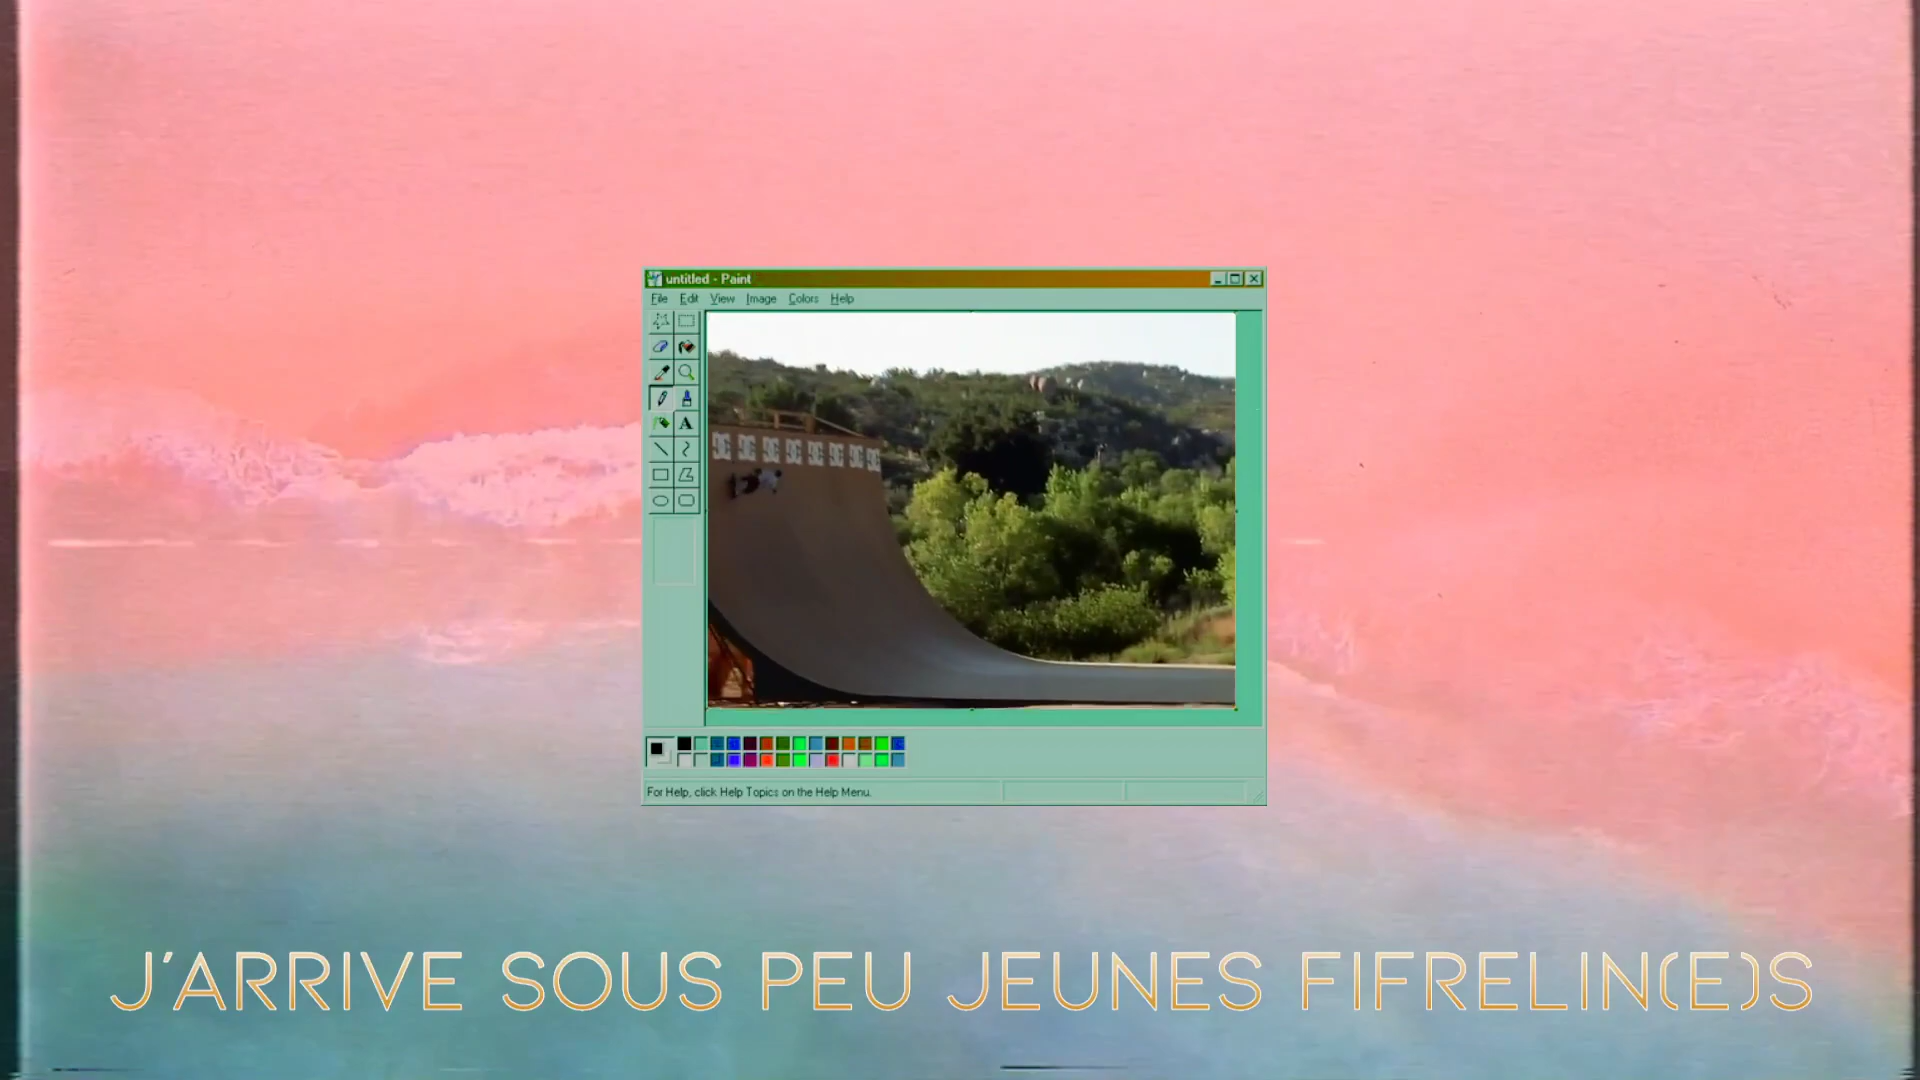 untitled - Paint
File Edit View Image Colors Help
A
For Help, click Help Topics on the Help Menu.
J'ARRIVE SOUS PEU JEUNES FIFRELIN(E)S